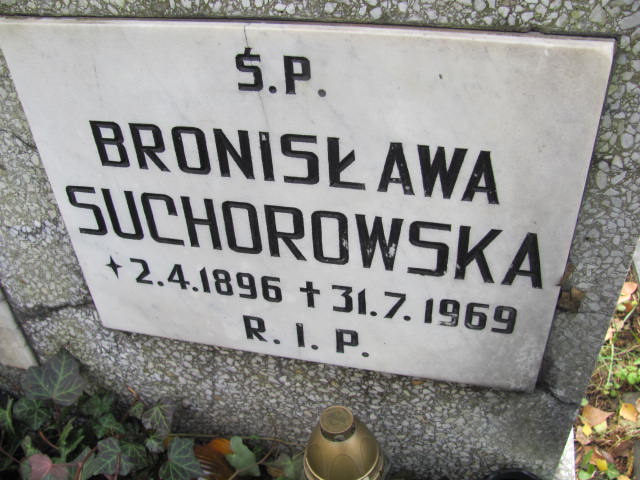 Ś.P.
BRONISŁAWA
SUCHOROWSKA
✦2.4.1896 ✝31.7.1969
R.I.P.